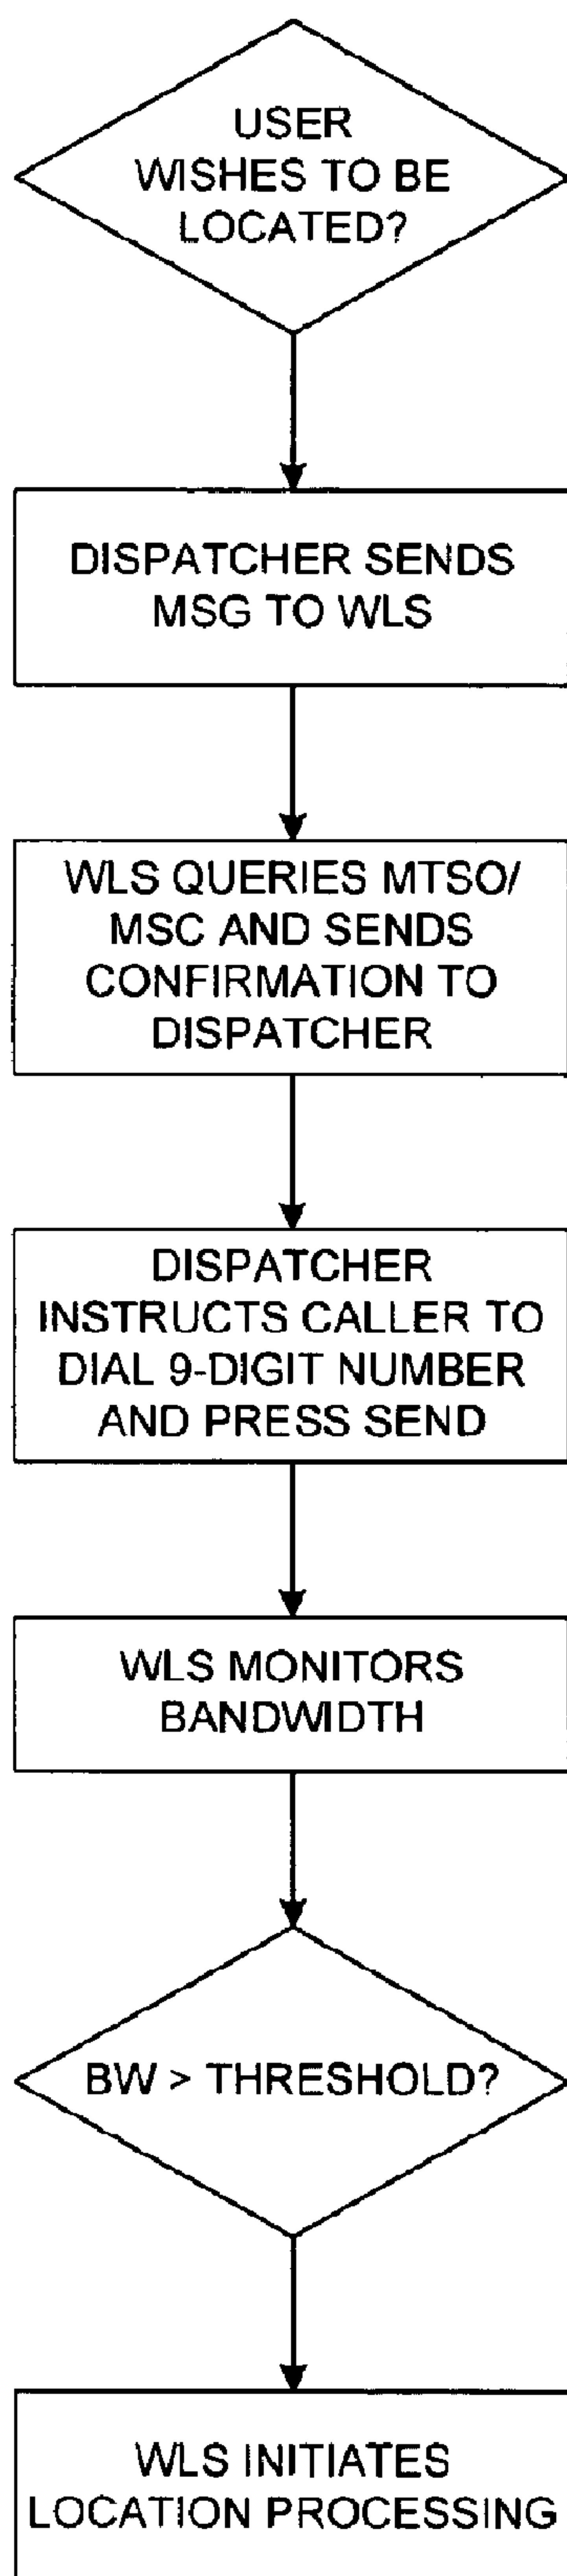 USER
WISHES TO BE
LOCATED?
DISPATCHER SENDS
MSG TO WLS
WLS QUERIES MTSO/
MSC AND SENDS
CONFIRMATION TO
DISPATCHER
DISPATCHER
INSTRUCTS CALLER TO
DIAL 9-DIGIT NUMBER
AND PRESS SEND
WLS MONITORS
BANDWIDTH
BW > THRESHOLD?
WLS INITIATES
LOCATION PROCESSING